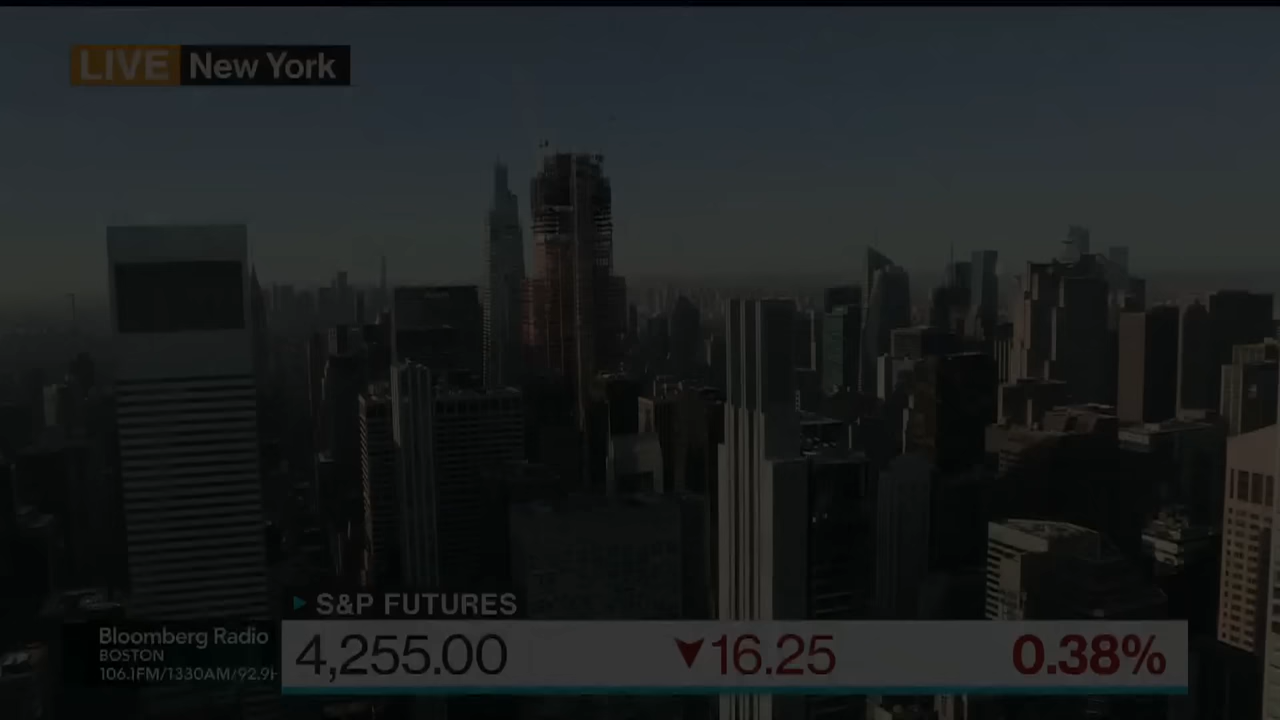 LIVE New York
S&P FUTURES
Bloomberg Radio
BOSTON
106.1FM/1330AM/92.9
4,255.00 ▼16.25 0.38%